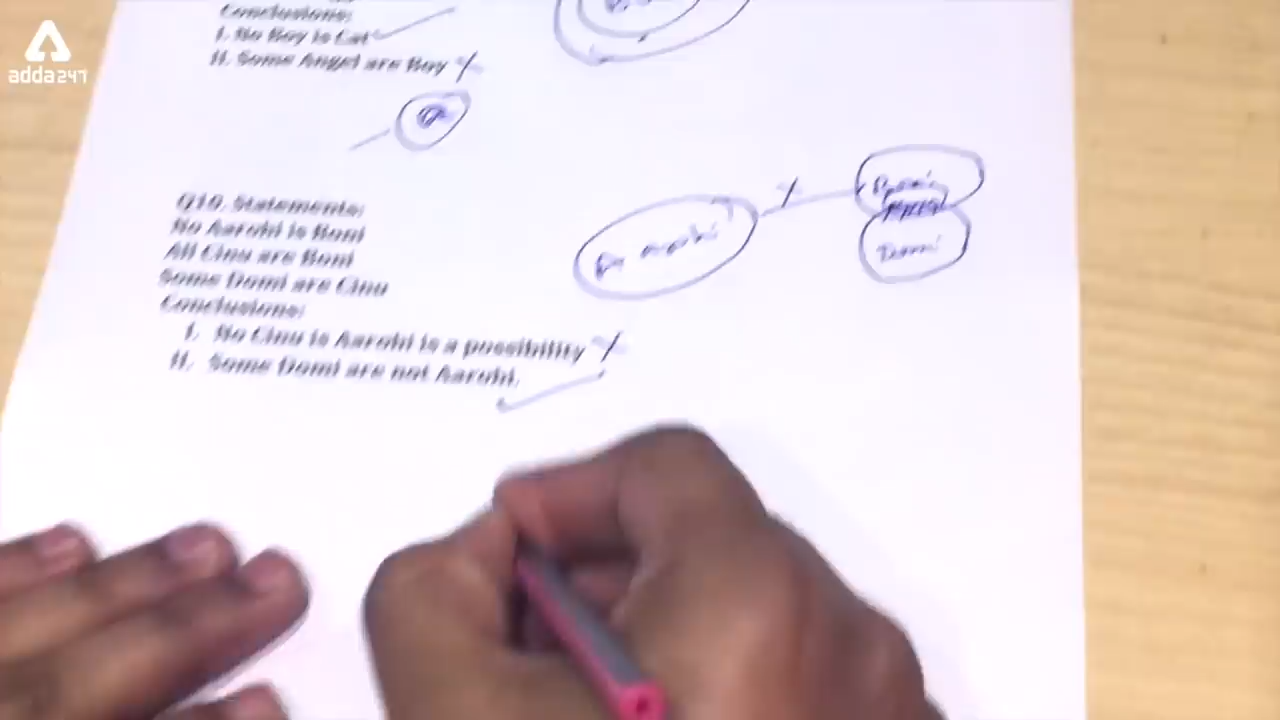 adda247
Conclusions:
I. No Boy is Cat
II. Some Angel are Boy
Q10. Statements:
No Aarohi is Boni
All Cinu are Boni
Some Domi are Cinu
Conclusions:
I. No Cinu is Aarohi is a possibility
II. Some Domi are not Aarohi.